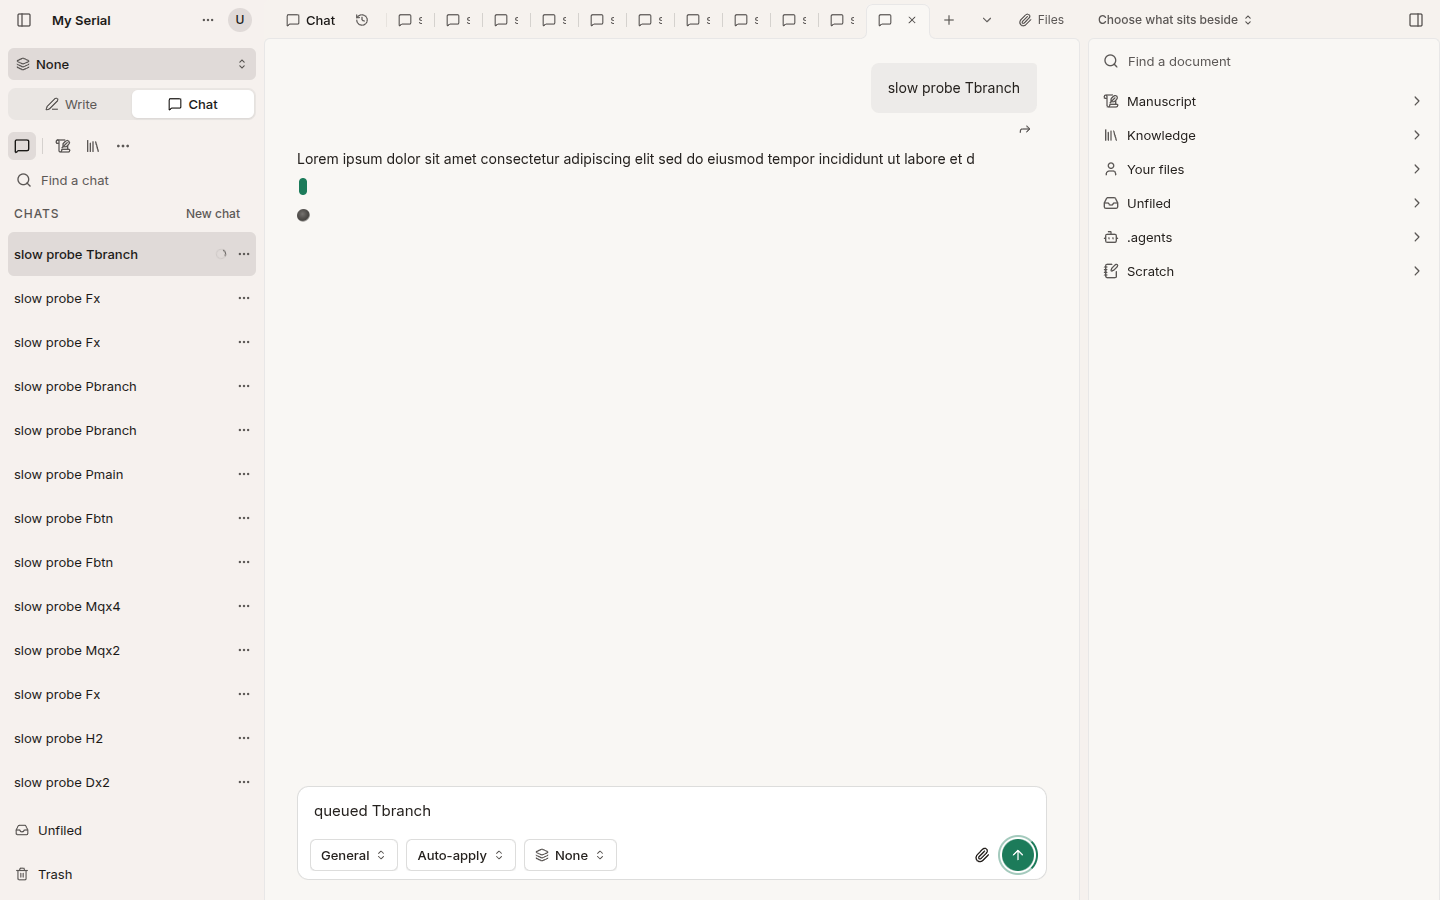 My Serial
U
None
Write
Chat
Find a chat
CHATS
New chat
slow probe Tbranch
slow probe Fx
slow probe Fx
slow probe Pbranch
slow probe Pbranch
slow probe Pmain
slow probe Fbtn
slow probe Fbtn
slow probe Mqx4
slow probe Mqx2
slow probe Fx
slow probe H2
slow probe Dx2
Unfiled
Trash
Chat
Files
slow probe Tbranch
Lorem ipsum dolor sit amet consectetur adipiscing elit sed do eiusmod tempor incididunt ut labore et d
queued Tbranch
General
Auto-apply
None
Choose what sits beside
Find a document
Manuscript
Knowledge
Your files
Unfiled
.agents
Scratch